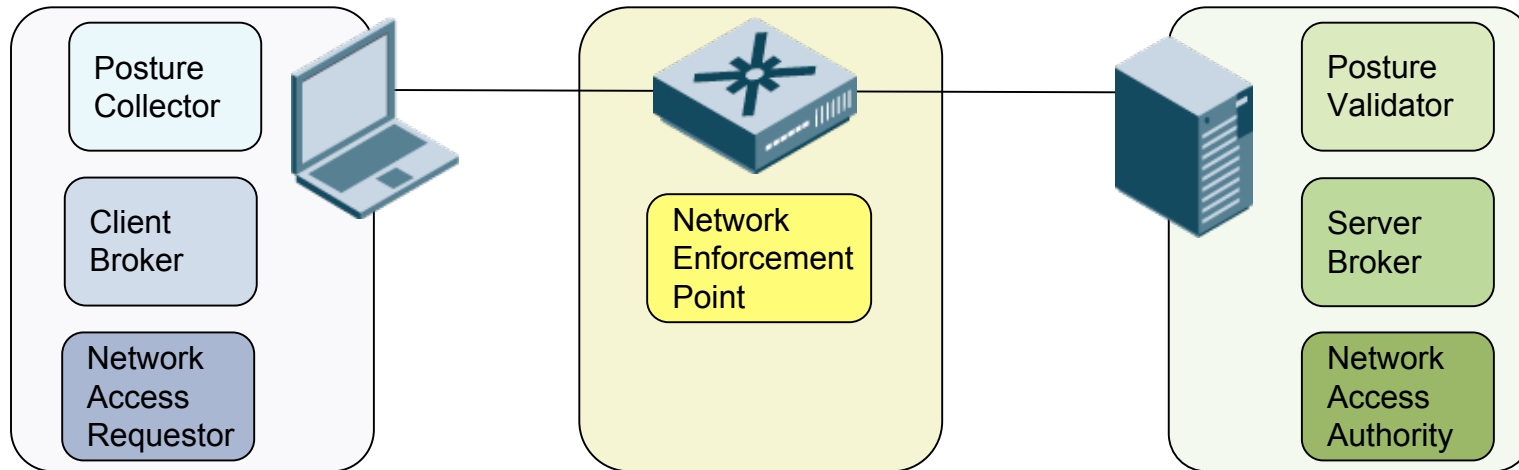 Posture
Collector
Client
Broker
Network
Access
Requestor
Network
Enforcement
Point
Posture
Validator
Server
Broker
Network
Access
Authority